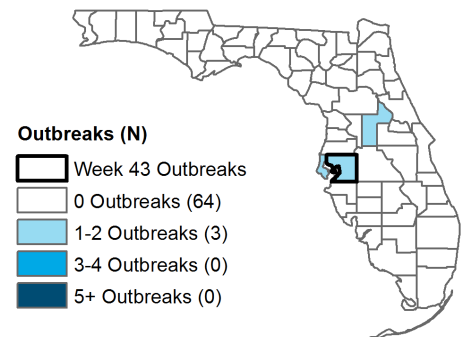 Outbreaks (N)
Week 43 Outbreaks
0 Outbreaks (64)
1-2 Outbreaks (3)
3-4 Outbreaks (0)
5+ Outbreaks (0)